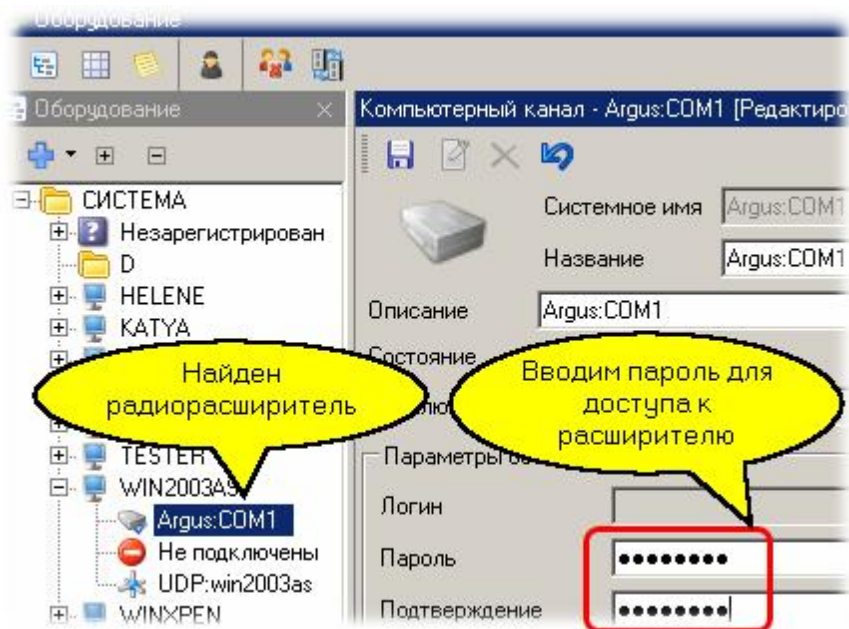 Оборудование
Оборудование
СИСТЕМА
Незарегистрирован
D
HELENE
KATYA
Найден
радиорасширитель
TESTER
WIN2003AS
Argus:COM1
Не подключены
UDP:win2003as
WINXPEN
Компьютерный канал - Argus:COM1 [Редактиро
Системное имя Argus:COM1
Название Argus:COM1
Описание Argus:COM1
Состояние
Вводим пароль для
доступа к
расширителю
Параметры
Логин
Пароль ●●●●●●●●
Подтверждение ●●●●●●●●